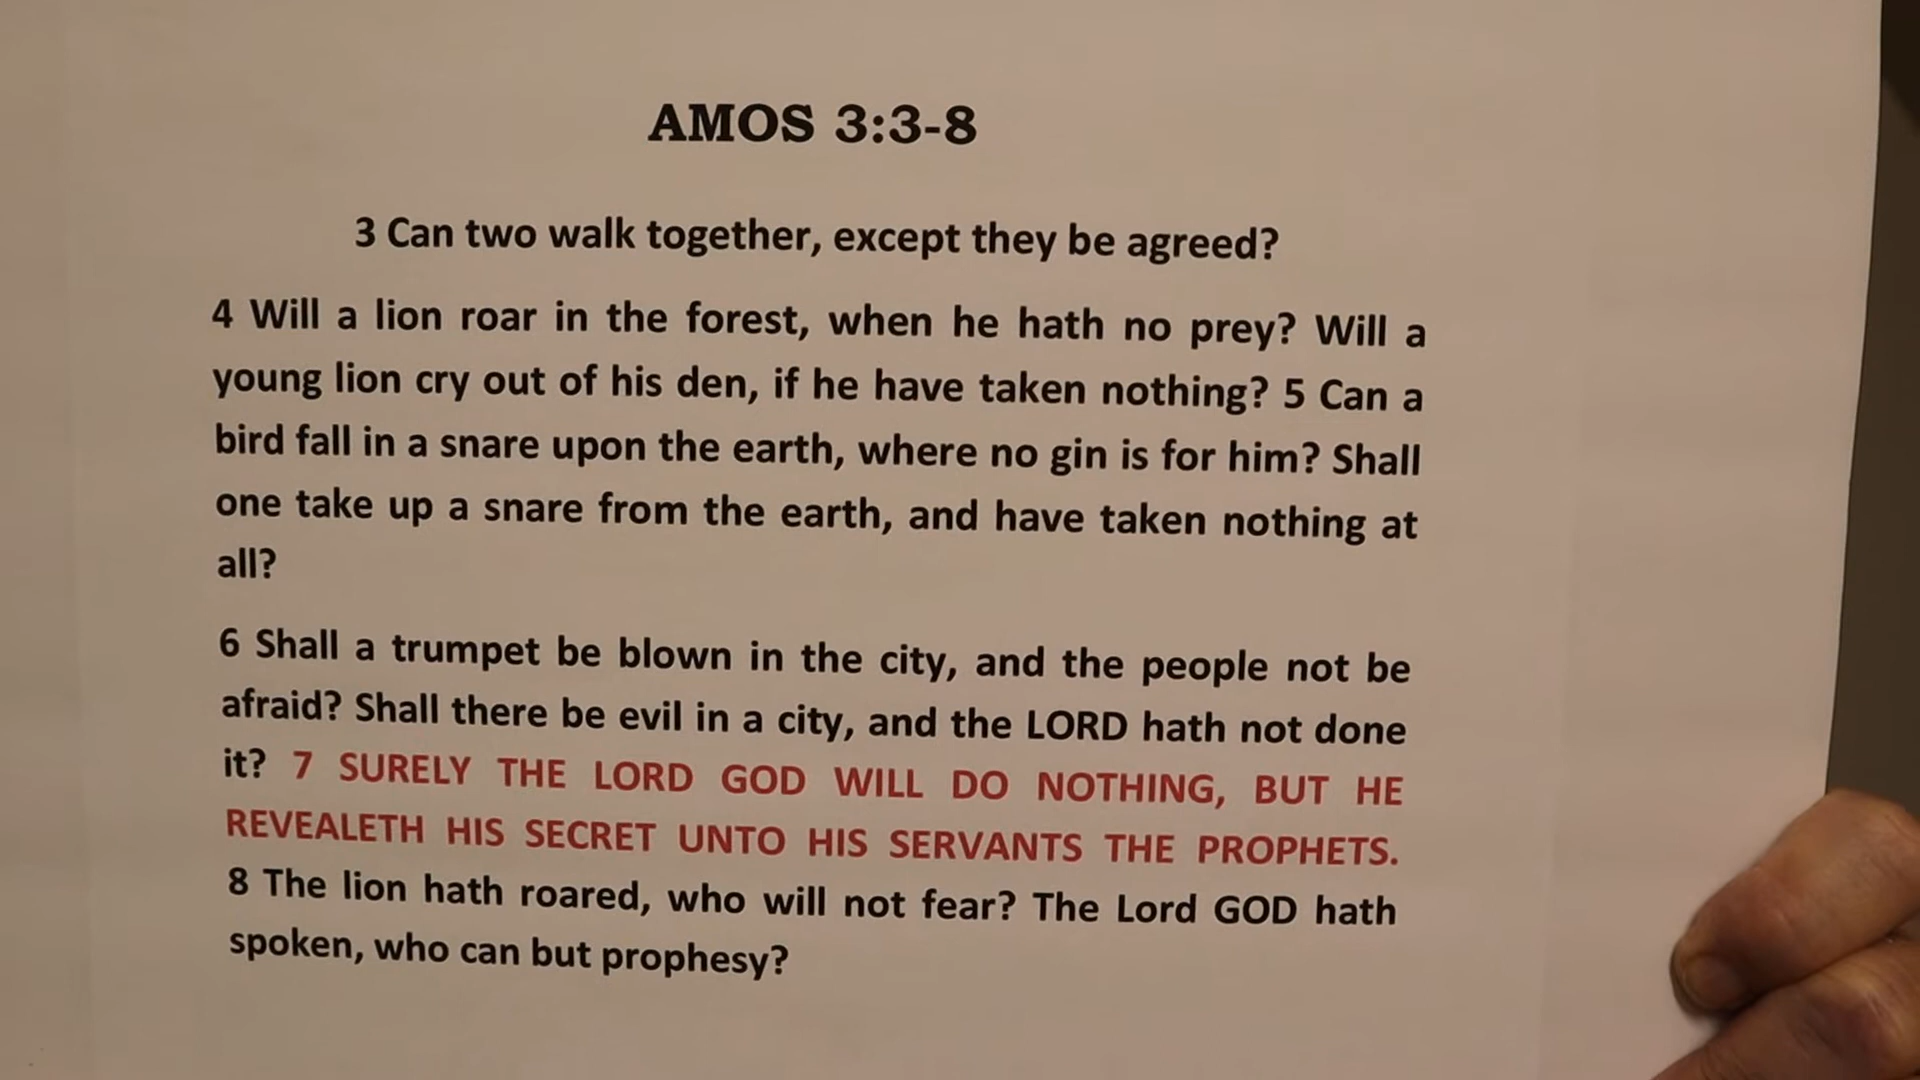 AMOS 3:3-8
3 Can two walk together, except they be agreed?
4 Will a lion roar in the forest, when he hath no prey? Will a
young lion cry out of his den, if he have taken nothing? 5 Can a
bird fall in a snare upon the earth, where no gin is for him? Shall
one take up a snare from the earth, and have taken nothing at
all?
6 Shall a trumpet be blown in the city, and the people not be
afraid? Shall there be evil in a city, and the LORD hath not done
it? 7 SURELY THE LORD GOD WILL DO NOTHING, BUT HE
REVEALETH HIS SECRET UNTO HIS SERVANTS THE PROPHETS.
8 The lion hath roared, who will not fear? The Lord GOD hath
spoken, who can but prophesy?